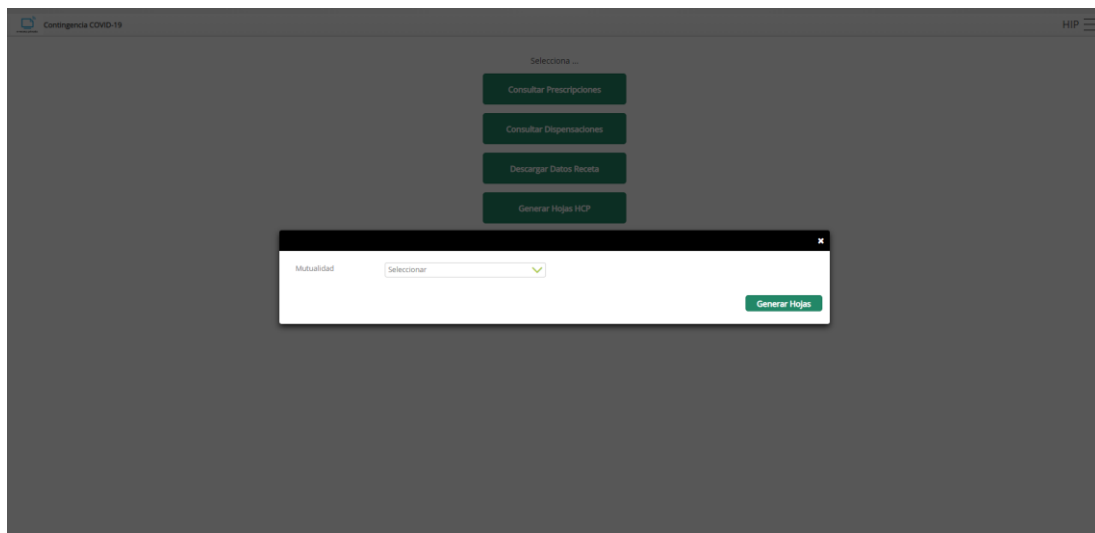 Contingencia COVID-19
HIP
Selecciona ...
Consultar Prescripciones
Consultar Dispensaciones
Descargar Datos Receta
Generar Hojas HCP
Mutualidad
Seleccionar
Generar Hojas